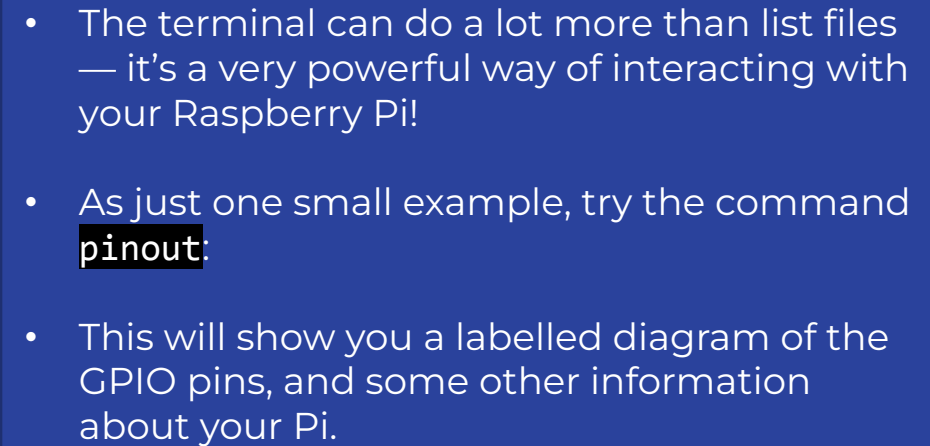 • The terminal can do a lot more than list files
— it’s a very powerful way of interacting with
your Raspberry Pi!
• As just one small example, try the command
pinout:
• This will show you a labelled diagram of the
GPIO pins, and some other information
about your Pi.